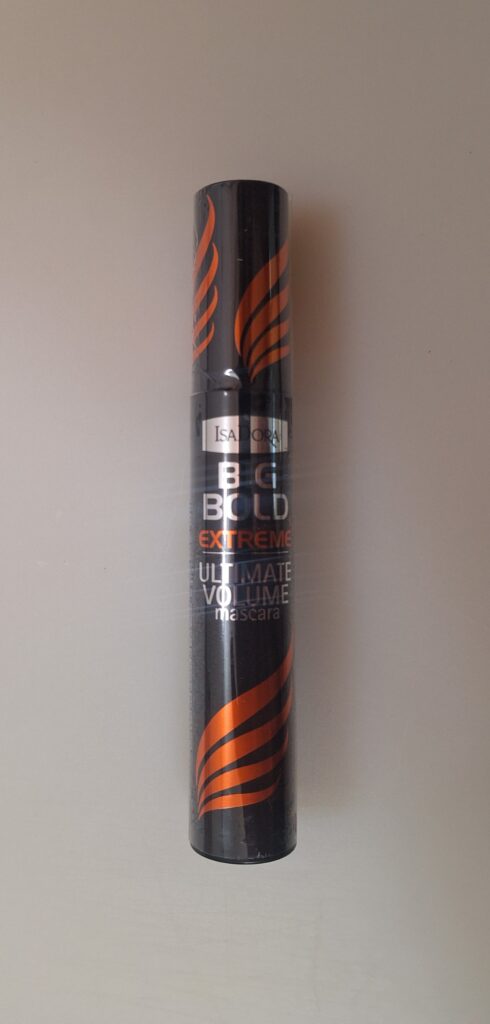 ISADORA
BIG
BOLD
EXTREME
ULTIMATE
VOLUME
mascara